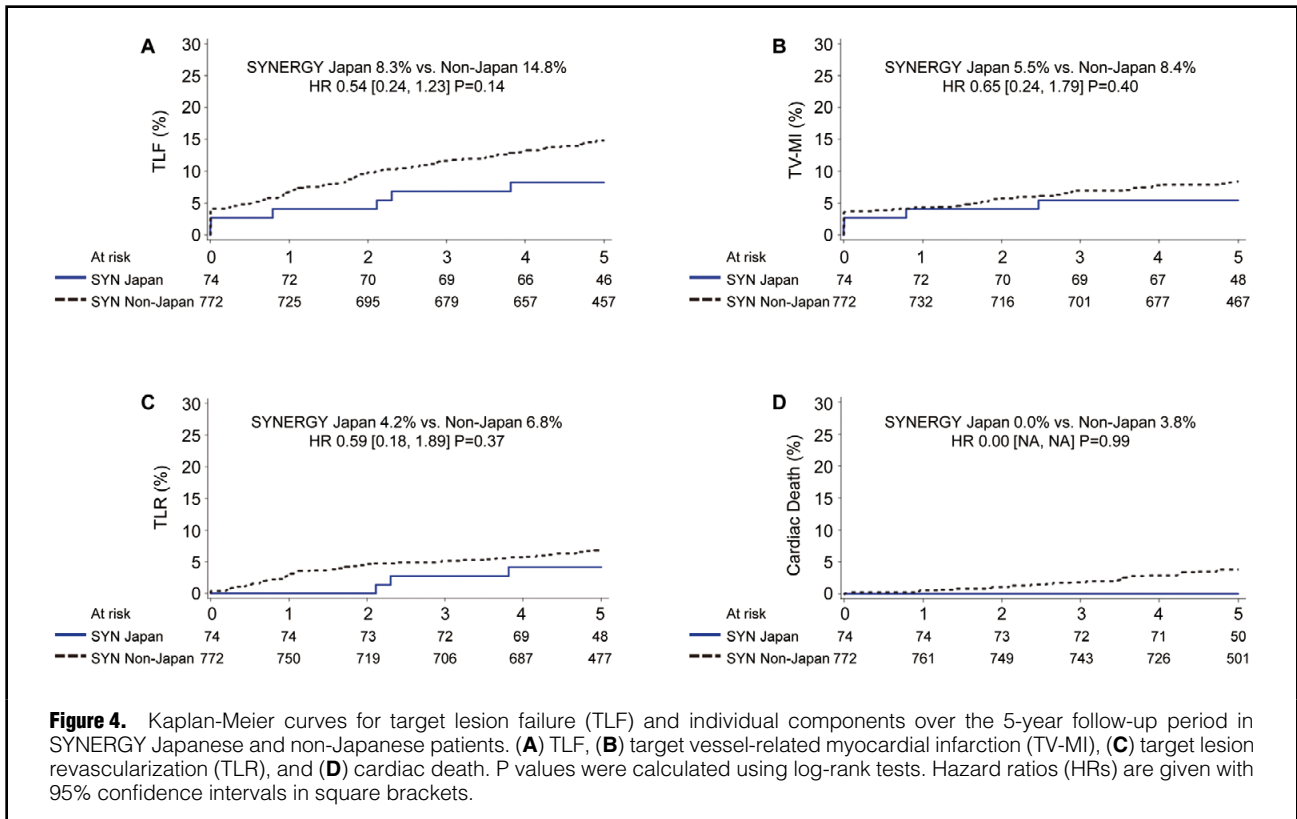 A
SYNERGY Japan 8.3% vs. Non-Japan 14.8%
HR 0.54 [0.24, 1.23] P=0.14
TLF (%)
30
25
20
15
10
5
0
0 1 2 3 4 5
At risk
SYN Japan 74 72 70 69 66 46
SYN Non-Japan 772 725 695 679 657 457
B
SYNERGY Japan 5.5% vs. Non-Japan 8.4%
HR 0.65 [0.24, 1.79] P=0.40
TV-MI (%)
30
25
20
15
10
5
0
0 1 2 3 4 5
At risk
SYN Japan 74 72 70 69 67 48
SYN Non-Japan 772 732 716 701 677 467
C
SYNERGY Japan 4.2% vs. Non-Japan 6.8%
HR 0.59 [0.18, 1.89] P=0.37
TLR (%)
30
25
20
15
10
5
0
0 1 2 3 4 5
At risk
SYN Japan 74 74 73 72 69 48
SYN Non-Japan 772 750 719 706 687 477
D
SYNERGY Japan 0.0% vs. Non-Japan 3.8%
HR 0.00 [NA, NA] P=0.99
Cardiac Death (%)
30
25
20
15
10
5
0
0 1 2 3 4 5
At risk
SYN Japan 74 74 73 72 71 50
SYN Non-Japan 772 761 749 743 726 501
Figure 4. Kaplan-Meier curves for target lesion failure (TLF) and individual components over the 5-year follow-up period in
SYNERGY Japanese and non-Japanese patients. (A) TLF, (B) target vessel-related myocardial infarction (TV-MI), (C) target lesion
revascularization (TLR), and (D) cardiac death. P values were calculated using log-rank tests. Hazard ratios (HRs) are given with
95% confidence intervals in square brackets.